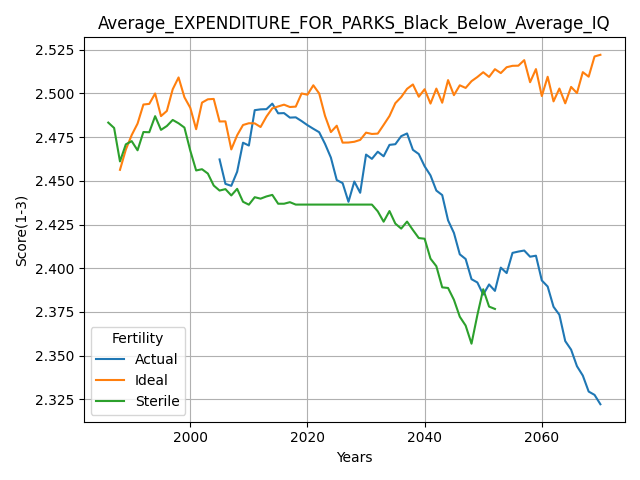 Average_EXPENDITURE_FOR_PARKS_Black_Below_Average_IQ
2.525
2.500
2.475
2.450
2.425
2.400
2.375
2.350
2.325
Score(1-3)
Fertility
Actual
Ideal
Sterile
2000
2020
2040
2060
Years